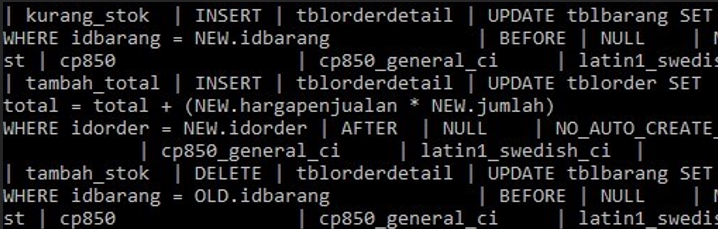 | kurang_stok | INSERT | tblorderdetail | UPDATE tblbarang SET
WHERE idbarang = NEW.idbarang | BEFORE | NULL |
st | cp850 | cp850_general_ci | latin1_swedis
| tambah_total | INSERT | tblorderdetail | UPDATE tblorder SET
total = total + (NEW.hargapenjualan * NEW.jumlah)
WHERE idorder = NEW.idorder | AFTER | NULL | NO_AUTO_CREATE_
| cp850_general_ci | latin1_swedish_ci |
| tambah_stok | DELETE | tblorderdetail | UPDATE tblbarang SET
WHERE idbarang = OLD.idbarang | BEFORE | NULL |
st | cp850 | cp850_general_ci | latin1_swedis